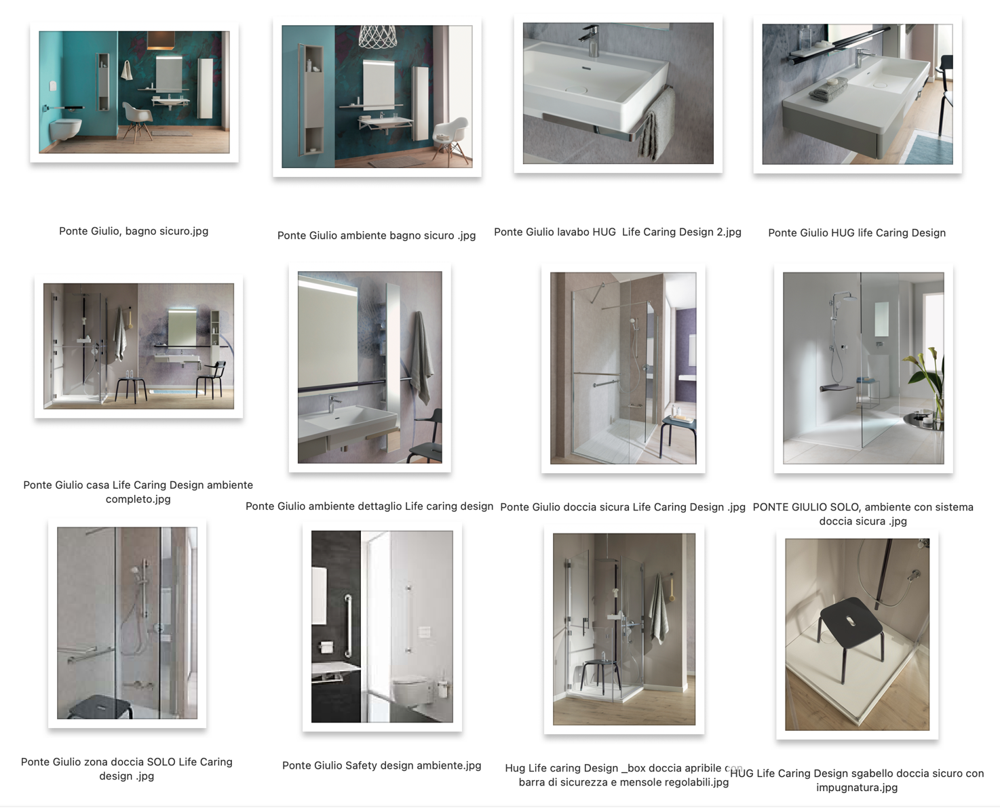 Ponte Giulio, bagno sicuro.jpg
Ponte Giulio ambiente bagno sicuro .jpg
Ponte Giulio lavabo HUG  Life Caring Design 2.jpg
Ponte Giulio HUG life Caring Design
Ponte Giulio casa Life Caring Design ambiente
completo.jpg
Ponte Giulio ambiente dettaglio Life caring design
Ponte Giulio doccia sicura Life Caring Design .jpg
PONTE GIULIO SOLO, ambiente con sistema
doccia sicura .jpg
Ponte Giulio zona doccia SOLO Life Caring
design .jpg
Ponte Giulio Safety design ambiente.jpg
Hug Life caring Design _box doccia apribile con
barra di sicurezza e mensole regolabili.jpg
HUG Life Caring Design sgabello doccia sicuro con
impugnatura.jpg